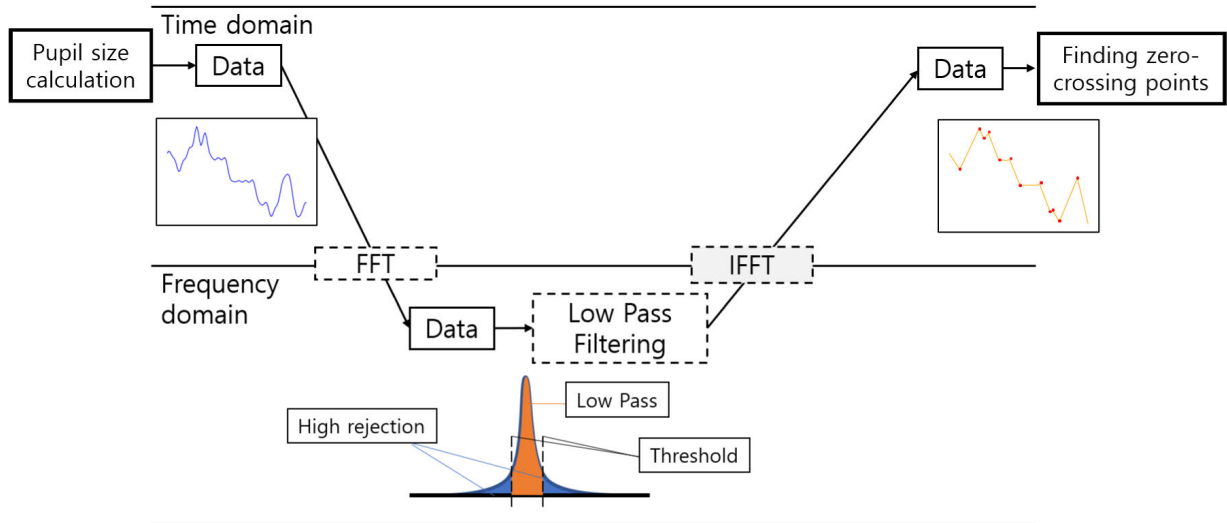 Time domain
Pupil size
calculation
Data
Data
Finding zero-
crossing points
FFT
IFFT
Frequency
domain
Data
Low Pass
Filtering
Low Pass
High rejection
Threshold